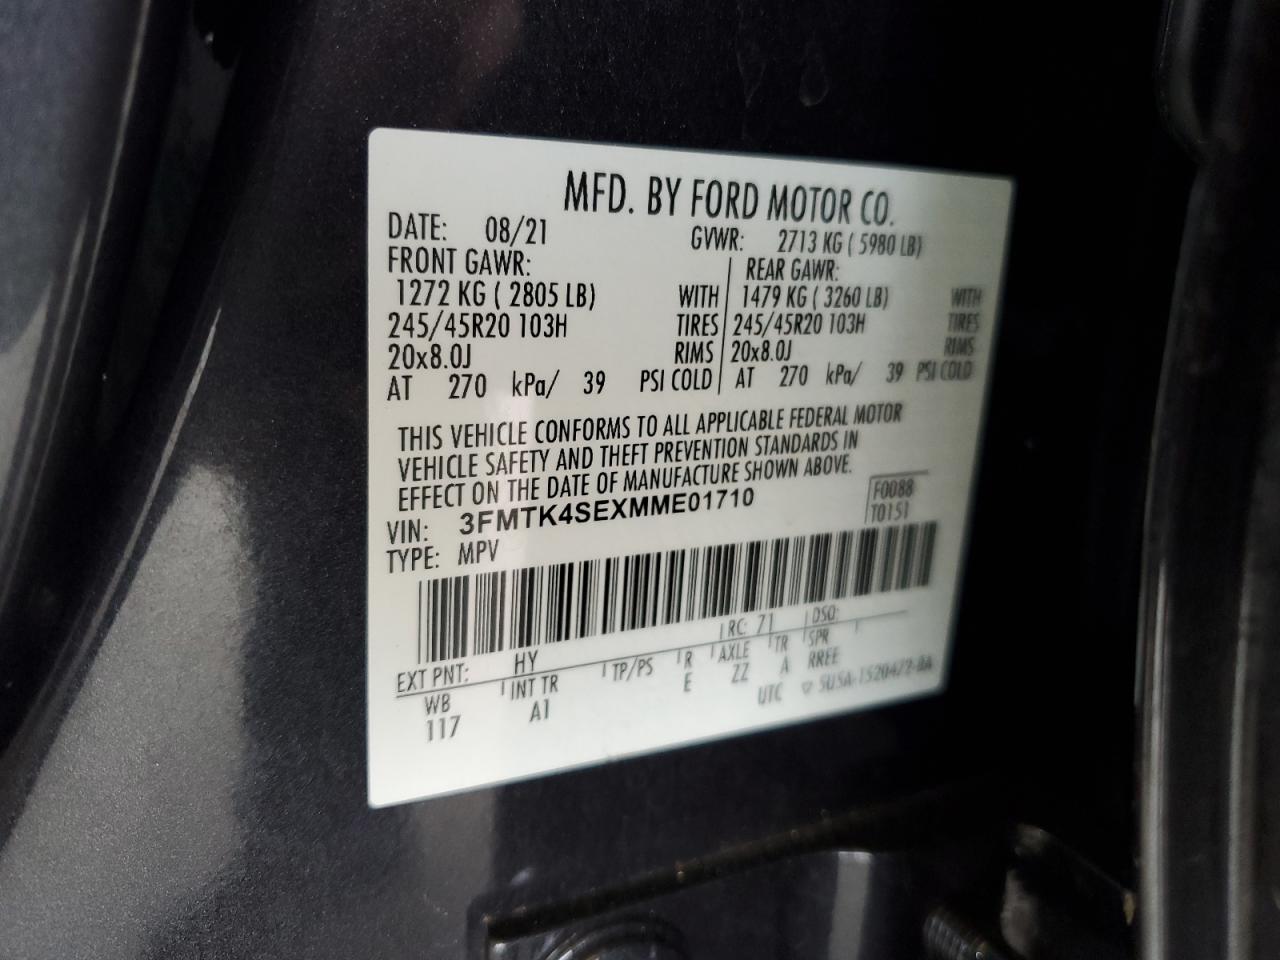 MFD. BY FORD MOTOR CO.
DATE: 08/21 GVWR: 2713 KG ( 5980 LB)
FRONT GAWR: REAR GAWR:
1272 KG ( 2805 LB) WITH 1479 KG ( 3260 LB) WITH
245/45R20 103H TIRES 245/45R20 103H TIRES
20x8.0J RIMS 20x8.0J RIMS
AT 270 kPa/ 39 PSI COLD AT 270 kPa/ 39 PSI COLD
THIS VEHICLE CONFORMS TO ALL APPLICABLE FEDERAL MOTOR
VEHICLE SAFETY AND THEFT PREVENTION STANDARDS IN
EFFECT ON THE DATE OF MANUFACTURE SHOWN ABOVE.
VIN: 3FMTK4SEXMME01710 F0088
TYPE: MPV T0151
EXT PNT: HY RC: 71 DSO:
WB INT TR TP/PS R AXLE TR SPR
117 A1 E ZZ A RREE
UTC